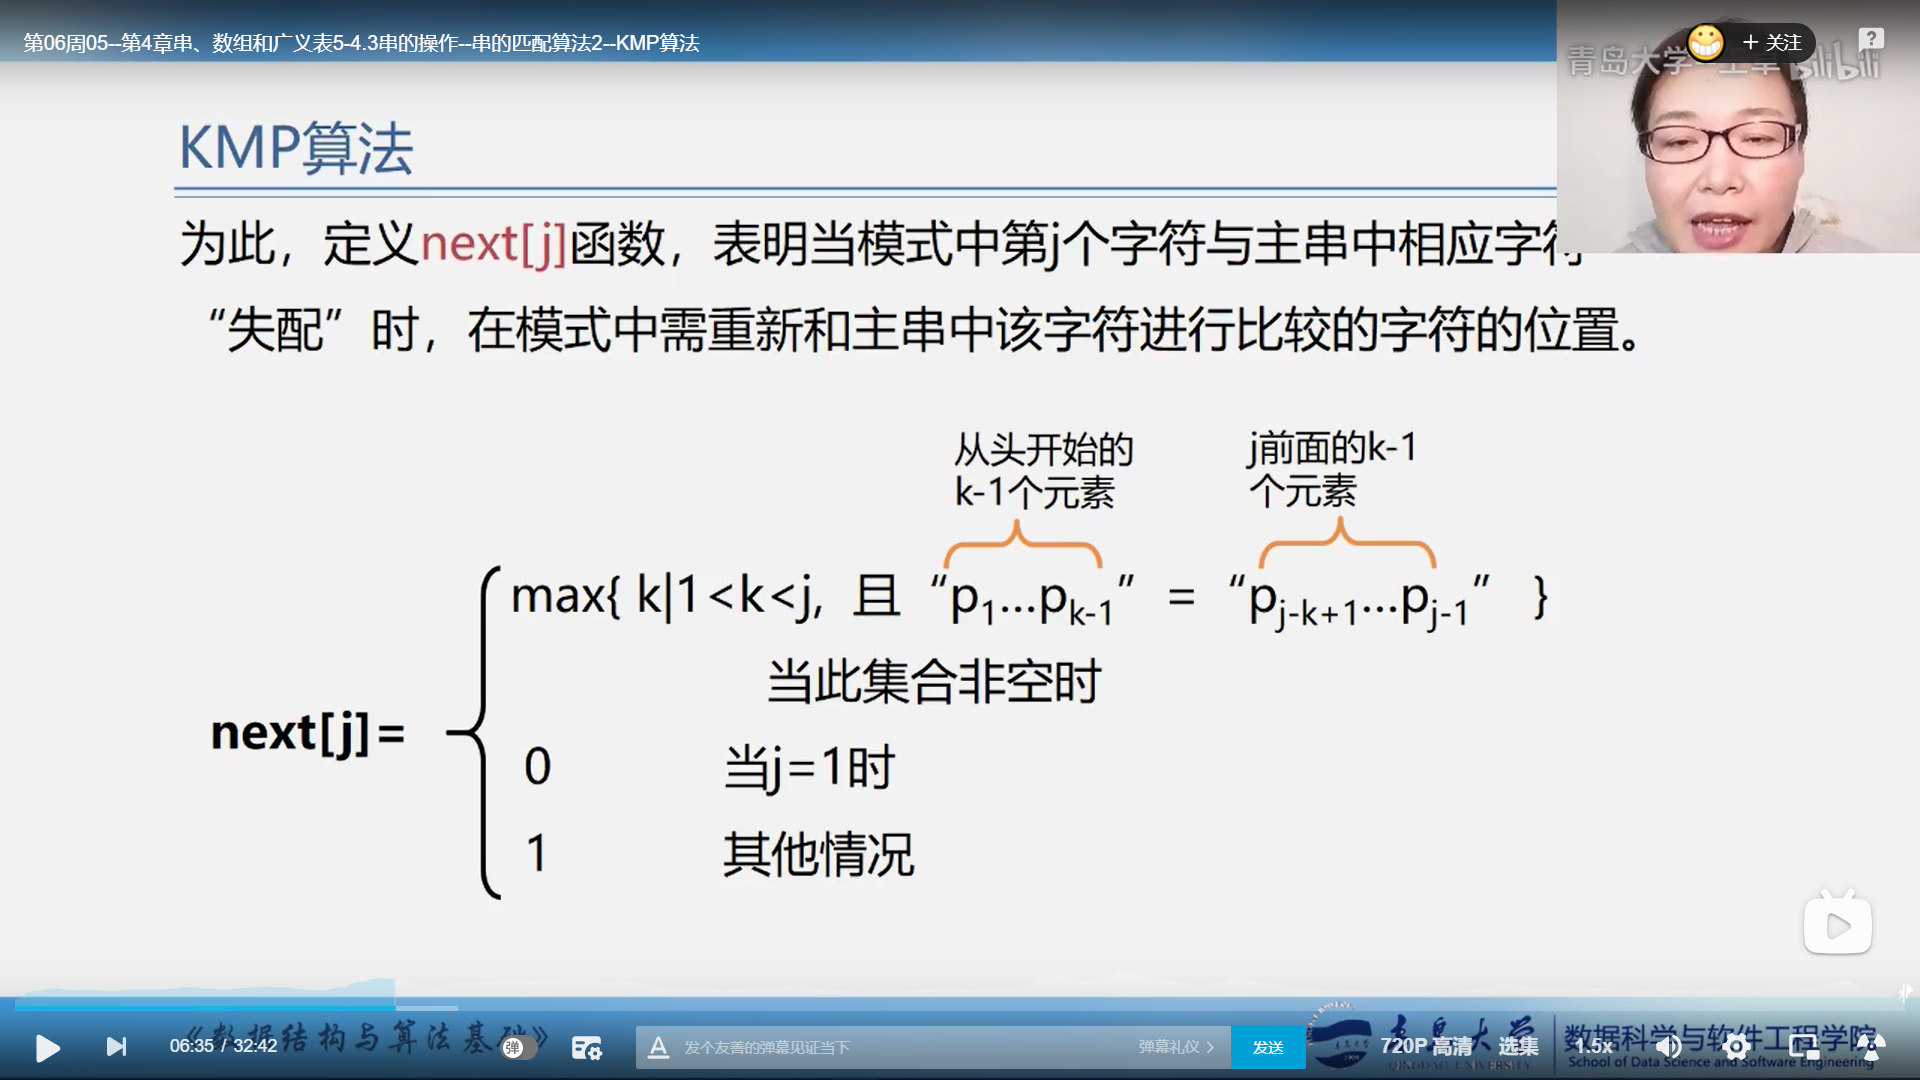 第06周05--第4章串、数组和广义表5-4.3串的操作--串的匹配算法2--KMP算法
+ 关注
青岛大学
bilibili
KMP算法
为此，定义next[j]函数，表明当模式中第j个字符与主串中相应字符
“失配”时，在模式中需重新和主串中该字符进行比较的字符的位置。
从头开始的
k-1个元素
j前面的k-1
个元素
max{ k|1<k<j, 且“p1…pk-1” = “pj-k+1…pj-1” }
当此集合非空时
next[j]=
0 当j=1时
1 其他情况
《数据结构与算法基础》
06:35 / 32:42
弹
发个友善的弹幕见证当下
弹幕礼仪 >
发送
青岛大学
QINGDAO UNIVERSITY
720P 高清
选集
1.5x
数据科学与软件工程学院
School of Data Science and Software Engineering